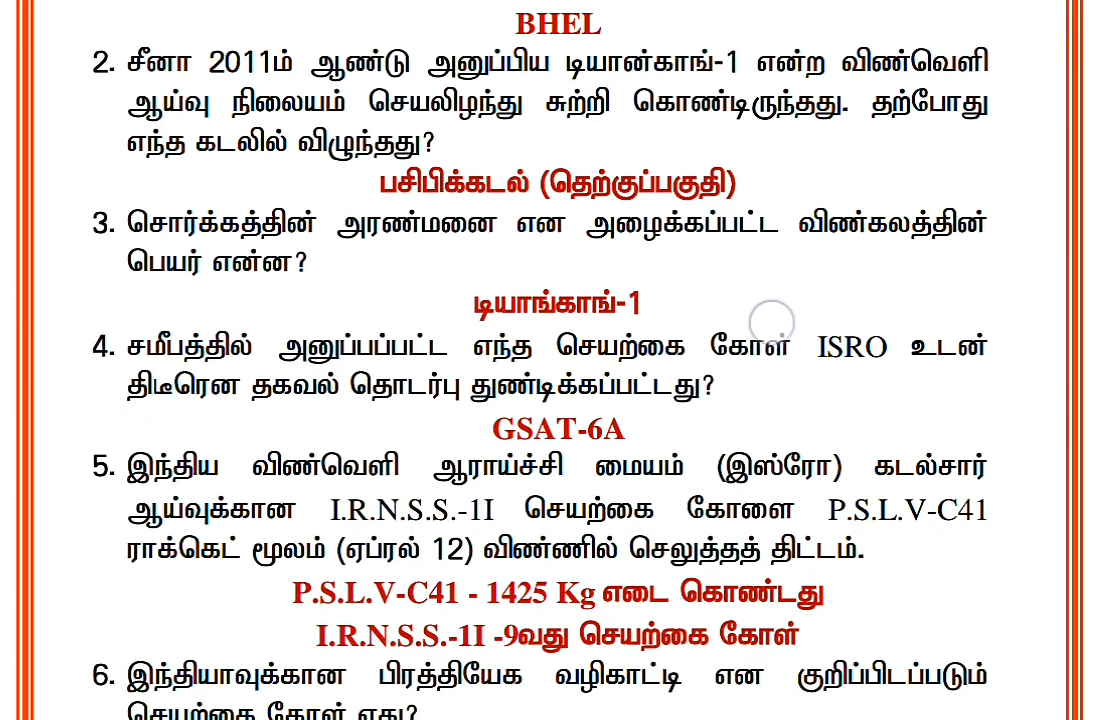 BHEL
2. சீனா 2011ம் ஆண்டு அனுப்பிய டியான்காங்-1 என்ற விண்வெளி
ஆய்வு நிலையம் செயலிழந்து சுற்றி கொண்டிருந்தது. தற்போது
எந்த கடலில் விழுந்தது?
பசிபிக்கடல் (தெற்குப்பகுதி)
3. சொர்க்கத்தின் அரண்மனை என அழைக்கப்பட்ட விண்கலத்தின்
பெயர் என்ன?
டியாங்காங்-1
4. சமீபத்தில் அனுப்பப்பட்ட எந்த செயற்கை கோள் ISRO உடன்
திடீரென தகவல் தொடர்பு துண்டிக்கப்பட்டது?
GSAT-6A
5. இந்திய விண்வெளி ஆராய்ச்சி மையம் (இஸ்ரோ) கடல்சார்
ஆய்வுக்கான I.R.N.S.S.-1I செயற்கை கோளை P.S.L.V-C41
ராக்கெட் மூலம் (ஏப்ரல் 12) விண்ணில் செலுத்தத் திட்டம்.
P.S.L.V-C41 - 1425 Kg எடை கொண்டது
I.R.N.S.S.-1I -9வது செயற்கை கோள்
6. இந்தியாவுக்கான பிரத்தியேக வழிகாட்டி என குறிப்பிடப்படும்
செயற்கை கோள் எது?